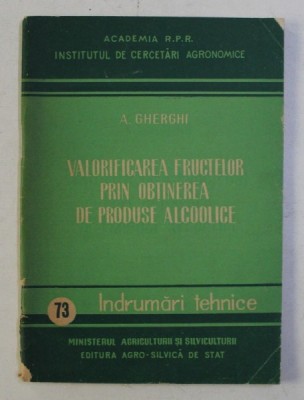 ACADEMIA R.P.R.
INSTITUTUL DE CERCETĂRI AGRONOMICE
A. GHERGHI
VALORIFICAREA FRUCTELOR
PRIN OBȚINEREA
DE PRODUSE ALCOOLICE
73 Indrumări tehnice
MINISTERUL AGRICULTURII ȘI SILVICULTURII
EDITURA AGRO-SILVICĂ DE STAT